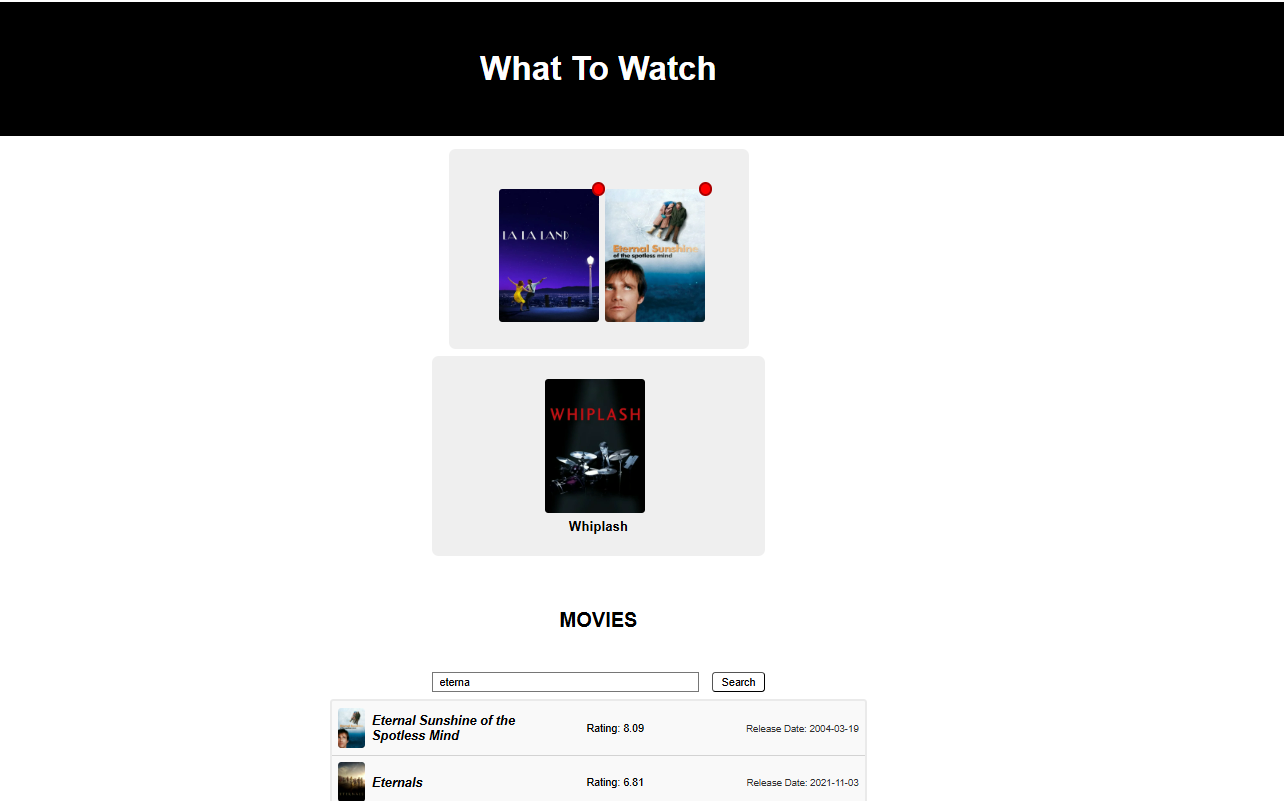 What To Watch
LA LA LAND
Eternal Sunshine
of the spotless mind
WHIPLASH
Whiplash
MOVIES
eterna Search
Eternal Sunshine of the
Spotless Mind
Rating: 8.09
Release Date: 2004-03-19
Eternals
Rating: 6.81
Release Date: 2021-11-03